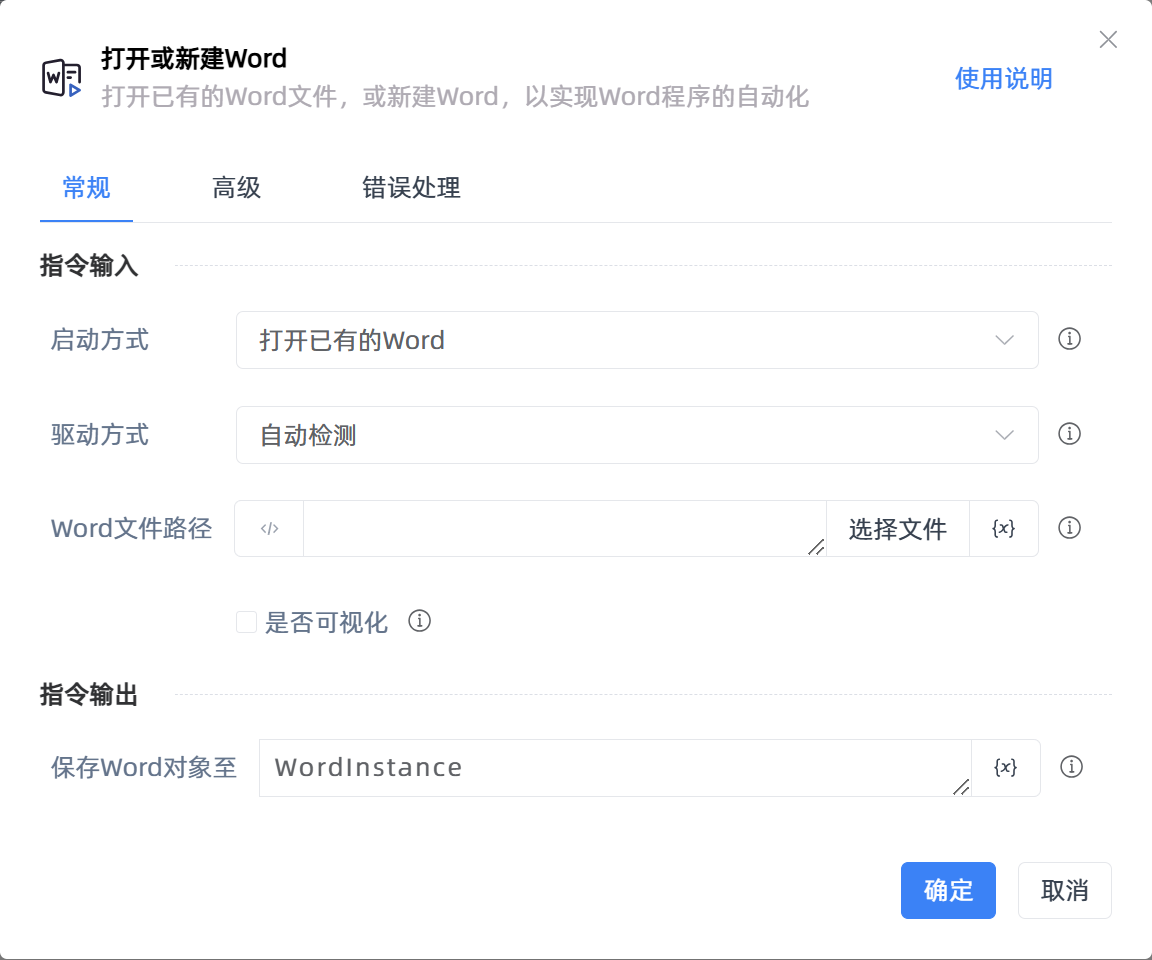 打开或新建Word
打开已有的Word文件，或新建Word，以实现Word程序的自动化
使用说明
常规 高级 错误处理
指令输入
启动方式 打开已有的Word
驱动方式 自动检测
Word文件路径 </> 选择文件 {x}
是否可视化
指令输出
保存Word对象至 WordInstance {x}
确定 取消